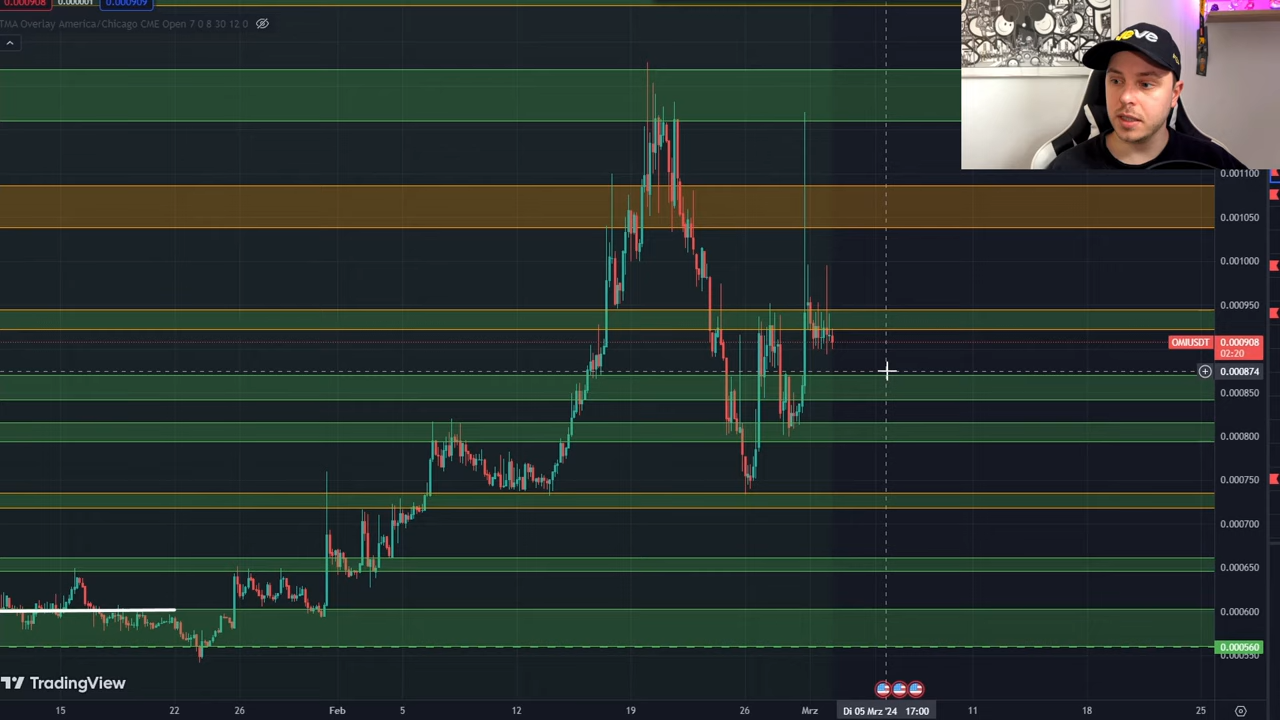 0.000908 0.000001 0.000909
TMA Overlay America/Chicago CME Open 7 0 8 30 12 0
0.001100
0.001050
0.001000
0.000950
OMIUSDT 0.000908
02:20
0.000874
0.000850
0.000800
0.000750
0.000700
0.000650
0.000600
0.000560
0.000550
TradingView
15 22 26 Feb 5 12 19 26 Mrz Di 05 Mrz '24 17:00 11 18 25